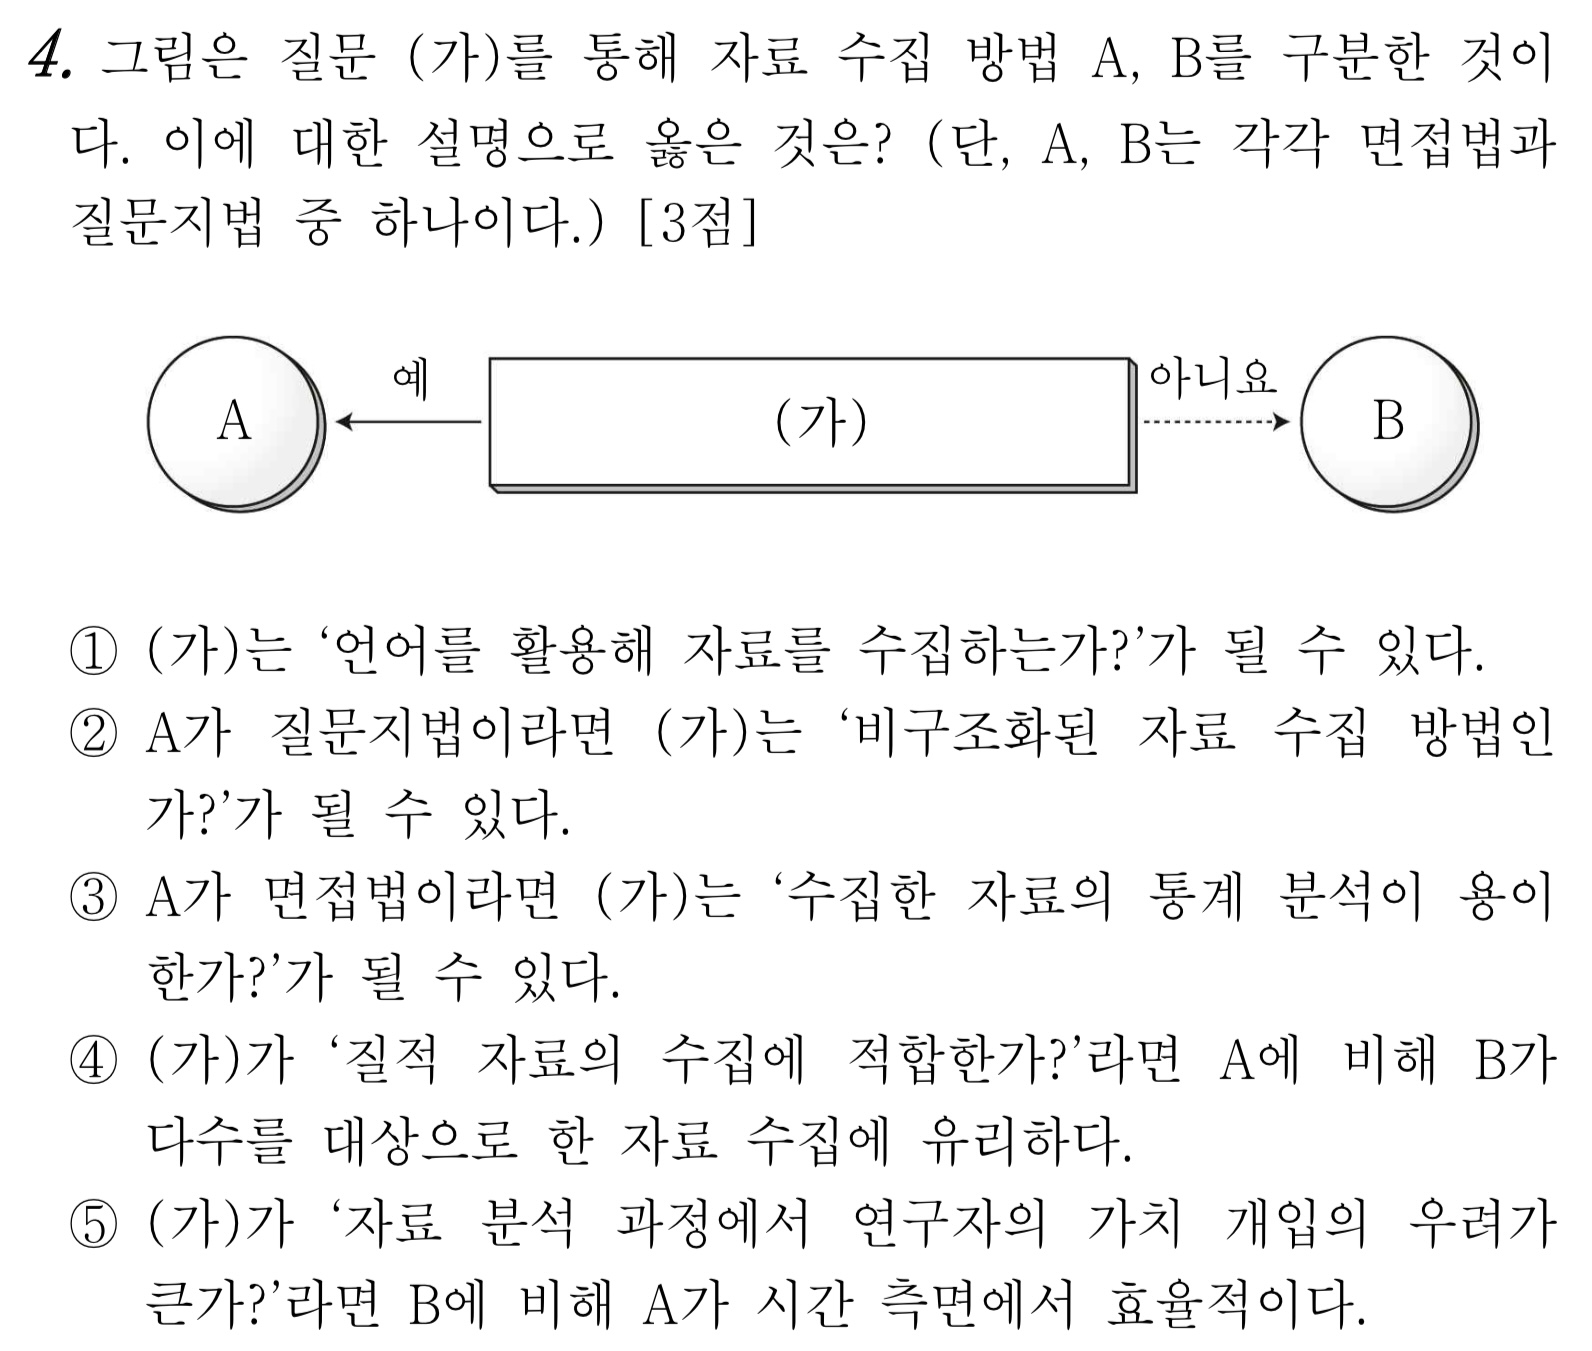 4. 그림은 질문 (가)를 통해 자료 수집 방법 A, B를 구분한 것이
다. 이에 대한 설명으로 옳은 것은? (단, A, B는 각각 면접법과
질문지법 중 하나이다.) [3점]
A
예
(가)
아니요
B
① (가)는 ‘언어를 활용해 자료를 수집하는가?’가 될 수 있다.
② A가 질문지법이라면 (가)는 ‘비구조화된 자료 수집 방법인
가?’가 될 수 있다.
③ A가 면접법이라면 (가)는 ‘수집한 자료의 통계 분석이 용이
한가?’가 될 수 있다.
④ (가)가 ‘질적 자료의 수집에 적합한가?’라면 A에 비해 B가
다수를 대상으로 한 자료 수집에 유리하다.
⑤ (가)가 ‘자료 분석 과정에서 연구자의 가치 개입의 우려가
큰가?’라면 B에 비해 A가 시간 측면에서 효율적이다.